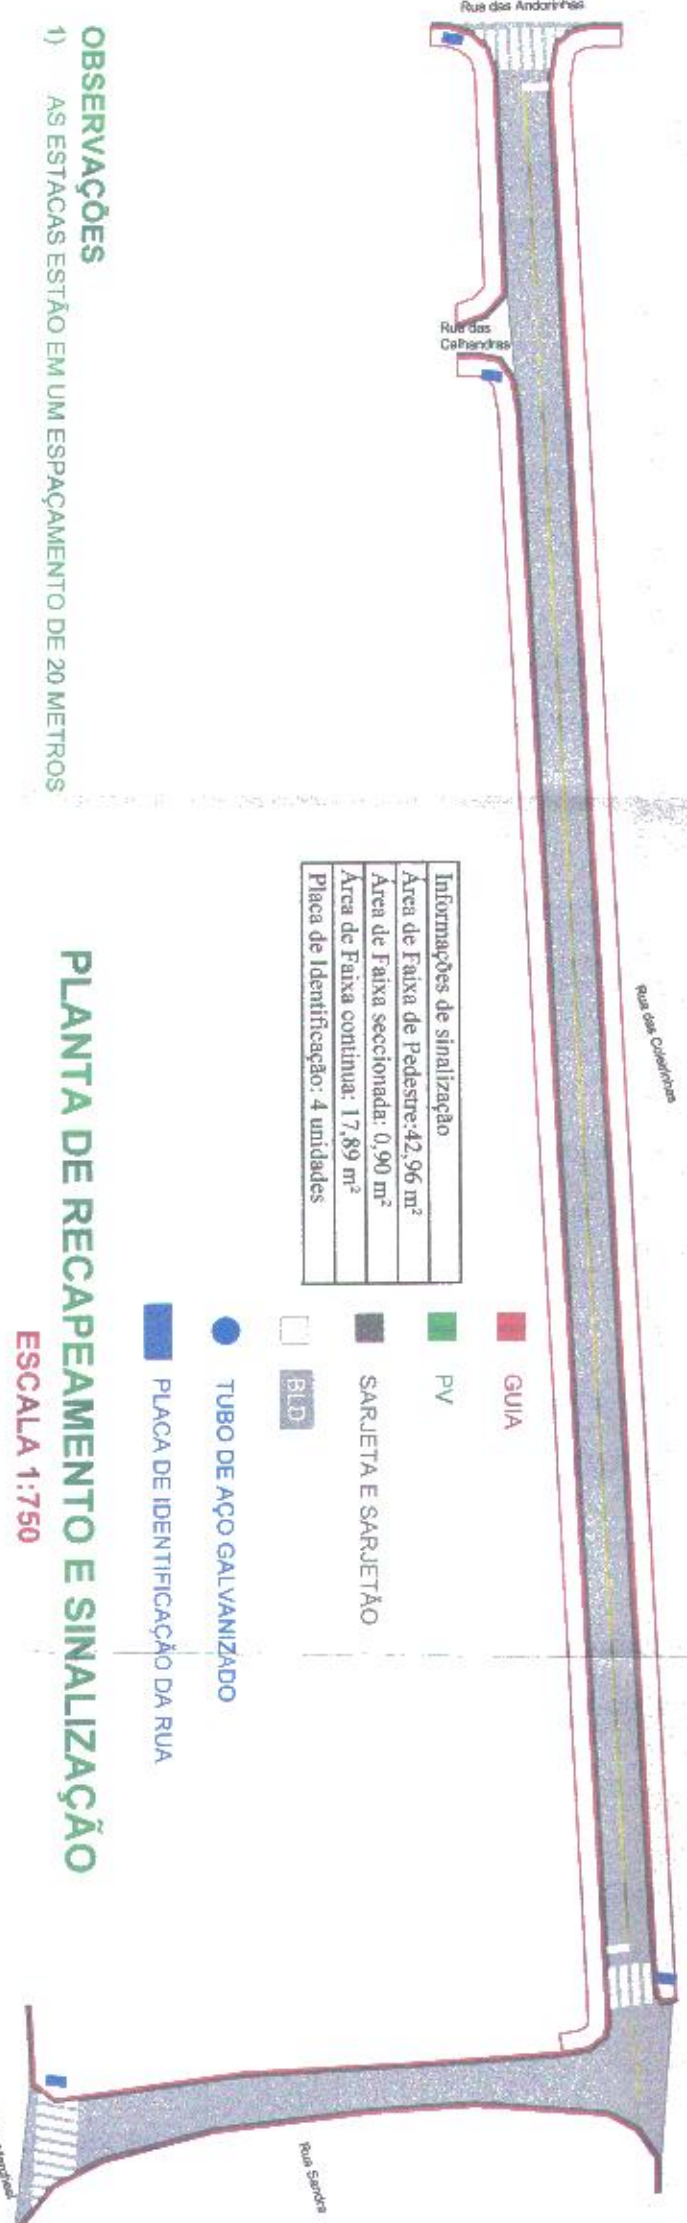 Rua das Andorinhas
Rua das
Calhandras
Rua das Coleirinhas
Rua Sandra
OBSERVAÇÕES
1) AS ESTACAS ESTÃO EM UM ESPAÇAMENTO DE 20 METROS
Informações de sinalização
Área de Faixa de Pedestre:42,96 m²
Área de Faixa seccionada: 0,90 m²
Área de Faixa continua: 17,89 m²
Placa de Identificação: 4 unidades
GUIA
PV
SARJETA E SARJETÃO
BLD
TUBO DE AÇO GALVANIZADO
PLACA DE IDENTIFICAÇÃO DA RUA
PLANTA DE RECAPEAMENTO E SINALIZAÇÃO
ESCALA 1:750